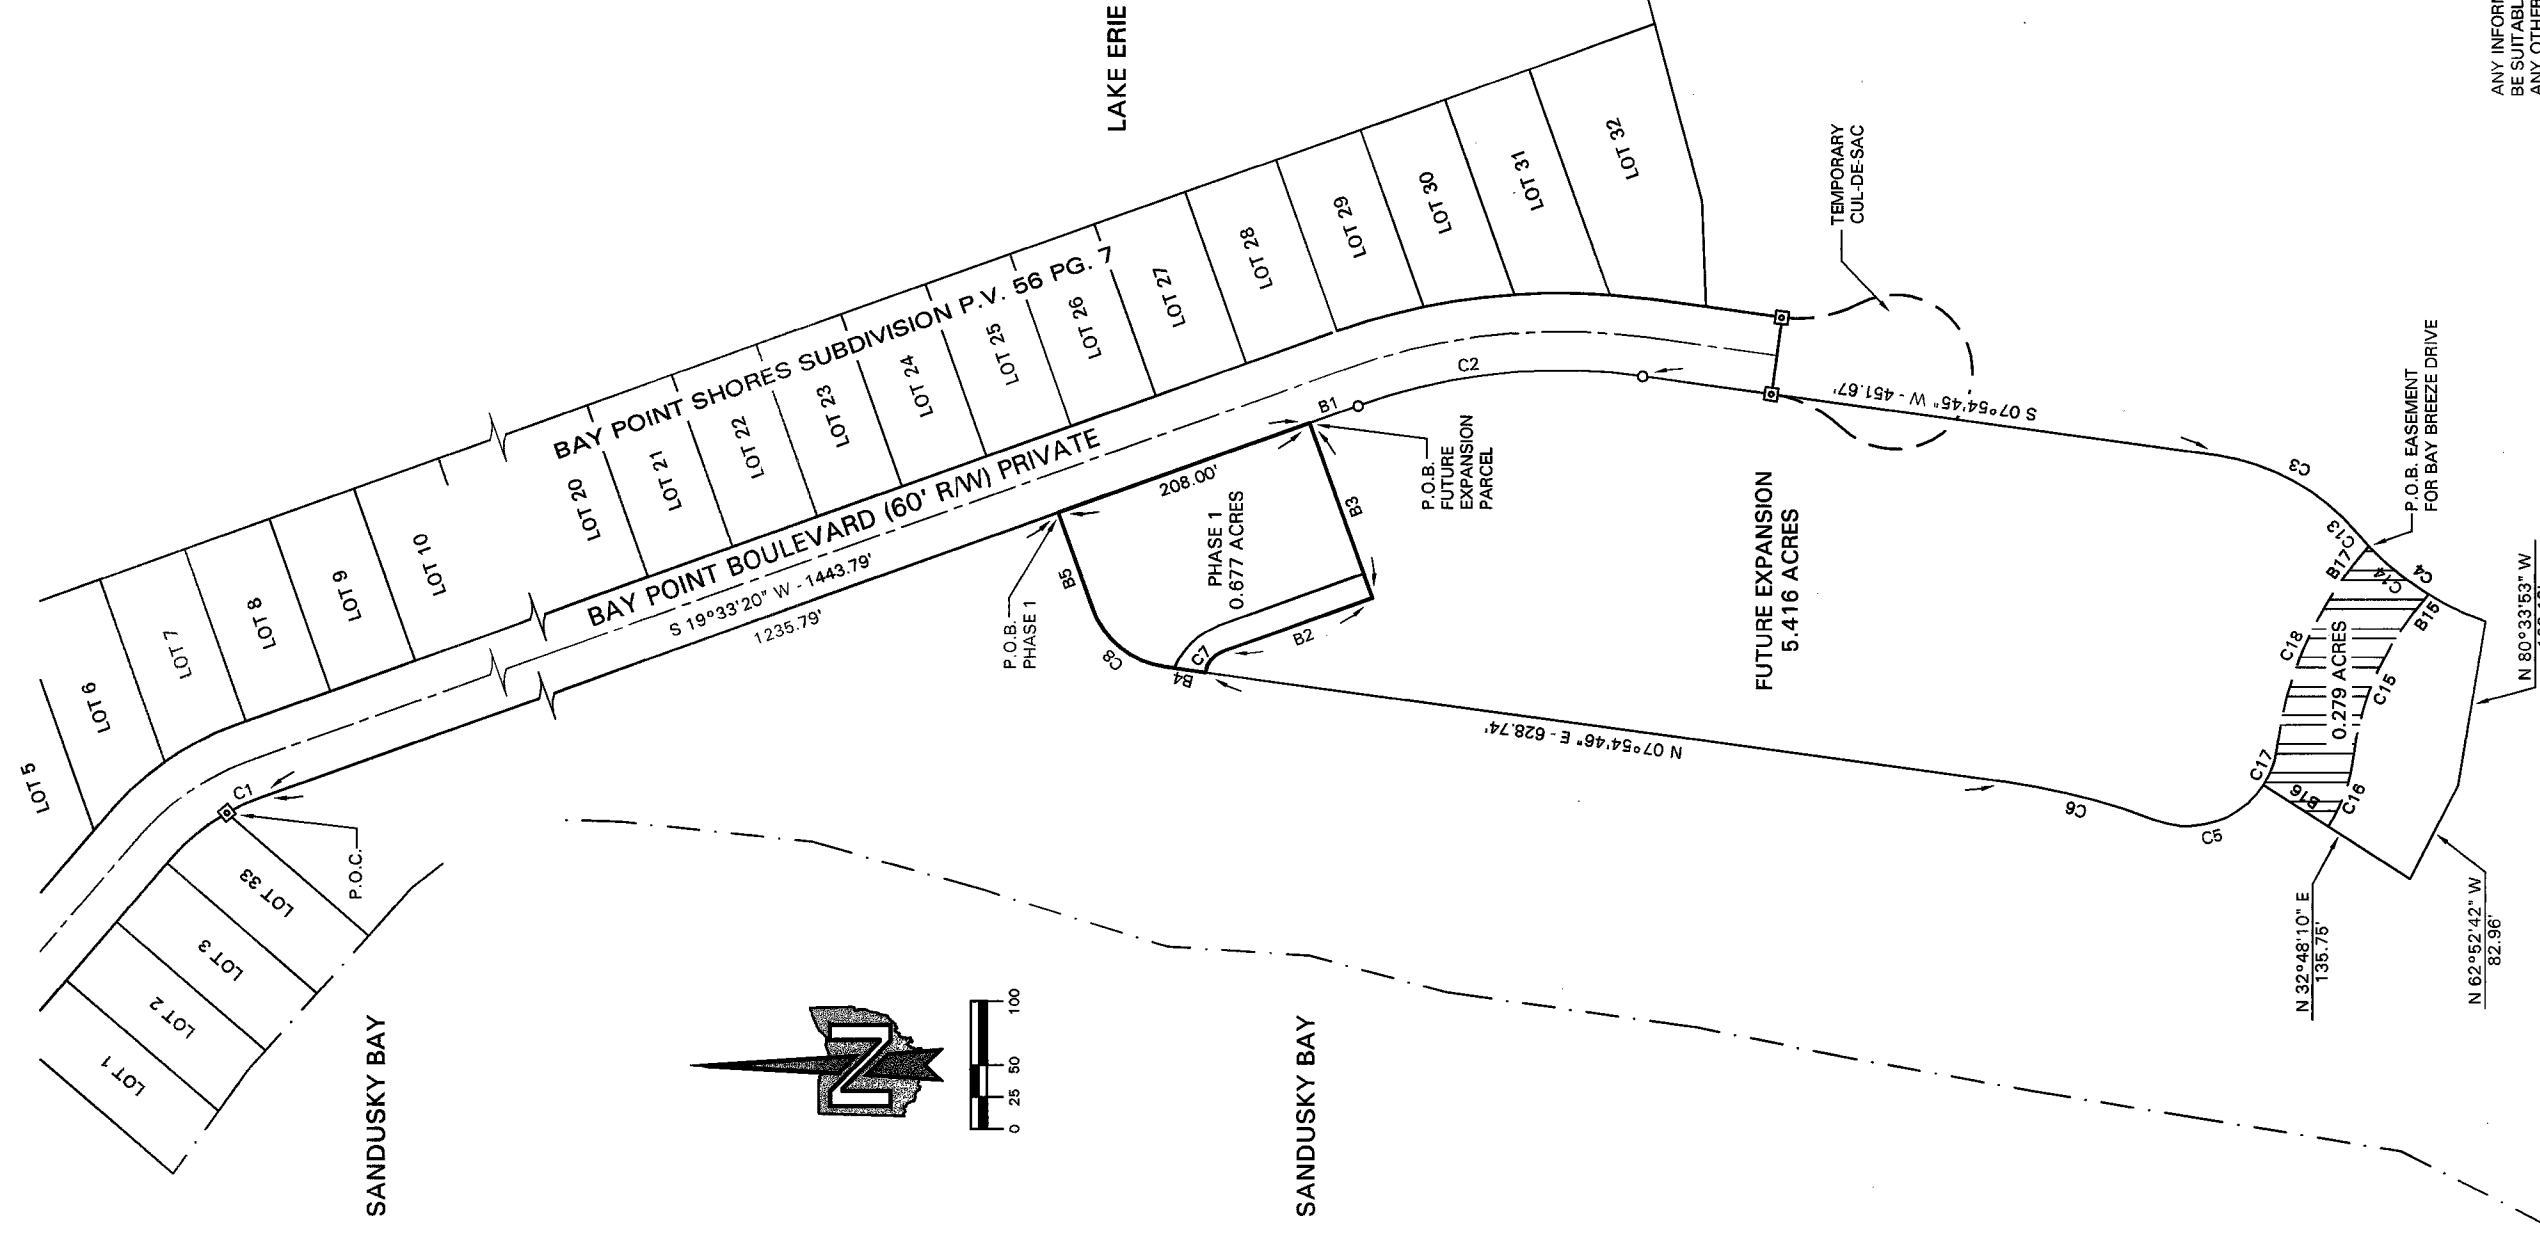 LAKE ERIE
ANY INFORM
BE SUITABL
ANY OTHER
BAY POINT SHORES SUBDIVISION P.V. 56 PG. 7
LOT 5
LOT 6
LOT 7
LOT 8
LOT 9
LOT 10
LOT 20
LOT 21
LOT 22
LOT 23
LOT 24
LOT 25
LOT 26
LOT 27
LOT 28
LOT 29
LOT 30
LOT 31
LOT 32
BAY POINT BOULEVARD (60' R/W) PRIVATE
S 19°33'20" W - 1443.79'
1235.79'
208.00'
B1
C2
TEMPORARY
CUL-DE-SAC
P.O.B.
PHASE 1
B5
PHASE 1
0.677 ACRES
B3
B2
C8
C7
B4
P.O.B.
FUTURE
EXPANSION
PARCEL
S 07°54'45" W - 451.67'
C3
P.O.B. EASEMENT
FOR BAY BREEZE DRIVE
FUTURE EXPANSION
5.416 ACRES
C13
B17
C14
C4
B15
C18
0.279 ACRES
C15
C17
B16
C16
N 80°33'53" W
N 07°54'46" E - 628.74'
C6
C5
N 32°48'10" E
135.75'
N 62°52'42" W
82.96'
C1
P.O.C.
LOT 33
LOT 3
LOT 2
LOT 1
SANDUSKY BAY
N
0 25 50 100
SANDUSKY BAY